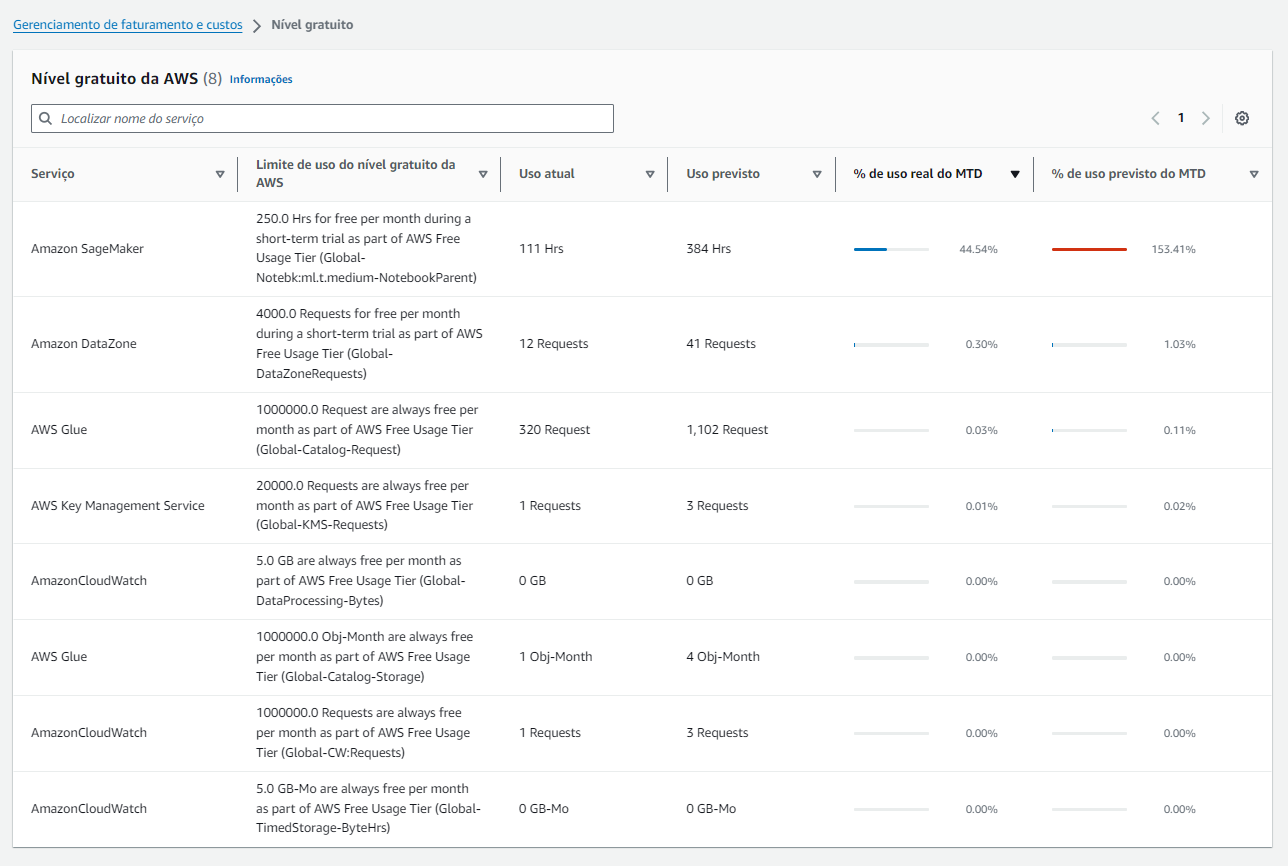 Gerenciamento de faturamento e custos > Nível gratuito
Nível gratuito da AWS (8) Informações
Localizar nome do serviço
1
Serviço
Limite de uso do nível gratuito da
AWS
Uso atual
Uso previsto
% de uso real do MTD
% de uso previsto do MTD
Amazon SageMaker
250.0 Hrs for free per month during a
short-term trial as part of AWS Free
Usage Tier (Global-
Notebk:ml.t.medium-NotebookParent)
111 Hrs
384 Hrs
44.54%
153.41%
Amazon DataZone
4000.0 Requests for free per month
during a short-term trial as part of AWS
Free Usage Tier (Global-
DataZoneRequests)
12 Requests
41 Requests
0.30%
1.03%
AWS Glue
1000000.0 Request are always free per
month as part of AWS Free Usage Tier
(Global-Catalog-Request)
320 Request
1,102 Request
0.03%
0.11%
AWS Key Management Service
20000.0 Requests are always free per
month as part of AWS Free Usage Tier
(Global-KMS-Requests)
1 Requests
3 Requests
0.01%
0.02%
AmazonCloudWatch
5.0 GB are always free per month as
part of AWS Free Usage Tier (Global-
DataProcessing-Bytes)
0 GB
0 GB
0.00%
0.00%
AWS Glue
1000000.0 Obj-Month are always free
per month as part of AWS Free Usage
Tier (Global-Catalog-Storage)
1 Obj-Month
4 Obj-Month
0.00%
0.00%
AmazonCloudWatch
1000000.0 Requests are always free
per month as part of AWS Free Usage
Tier (Global-CW:Requests)
1 Requests
3 Requests
0.00%
0.00%
AmazonCloudWatch
5.0 GB-Mo are always free per month
as part of AWS Free Usage Tier (Global-
TimedStorage-ByteHrs)
0 GB-Mo
0 GB-Mo
0.00%
0.00%